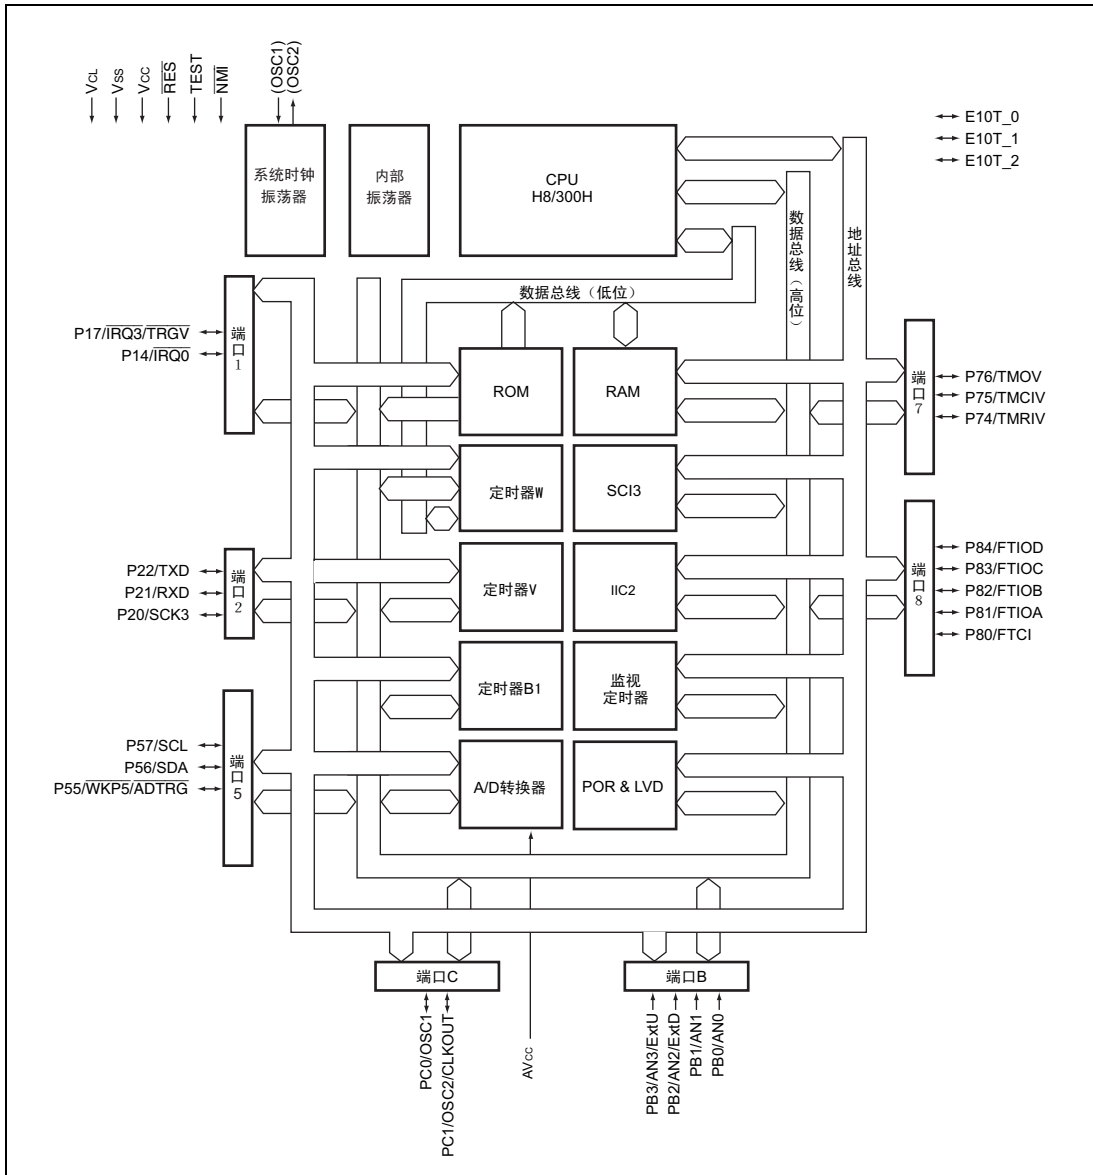 VCL
VSS
VCC
RES
TEST
NMI
(OSC1)
(OSC2)
E10T_0
E10T_1
E10T_2
系统时钟
振荡器
内部
振荡器
CPU
H8/300H
数据总线（高位）
地址总线
数据总线（低位）
端口1
P17/IRQ3/TRGV
P14/IRQ0
ROM
RAM
端口7
P76/TMOV
P75/TMCIV
P74/TMRIV
定时器W
SCI3
P22/TXD
P21/RXD
P20/SCK3
端口2
定时器V
IIC2
端口8
P84/FTIOD
P83/FTIOC
P82/FTIOB
P81/FTIOA
P80/FTCI
定时器B1
监视
定时器
P57/SCL
P56/SDA
P55/WKP5/ADTRG
端口5
A/D转换器
POR & LVD
端口C
端口B
PC0/OSC1
PC1/OSC2/CLKOUT
AVCC
PB3/AN3/ExtU
PB2/AN2/ExtD
PB1/AN1
PB0/AN0